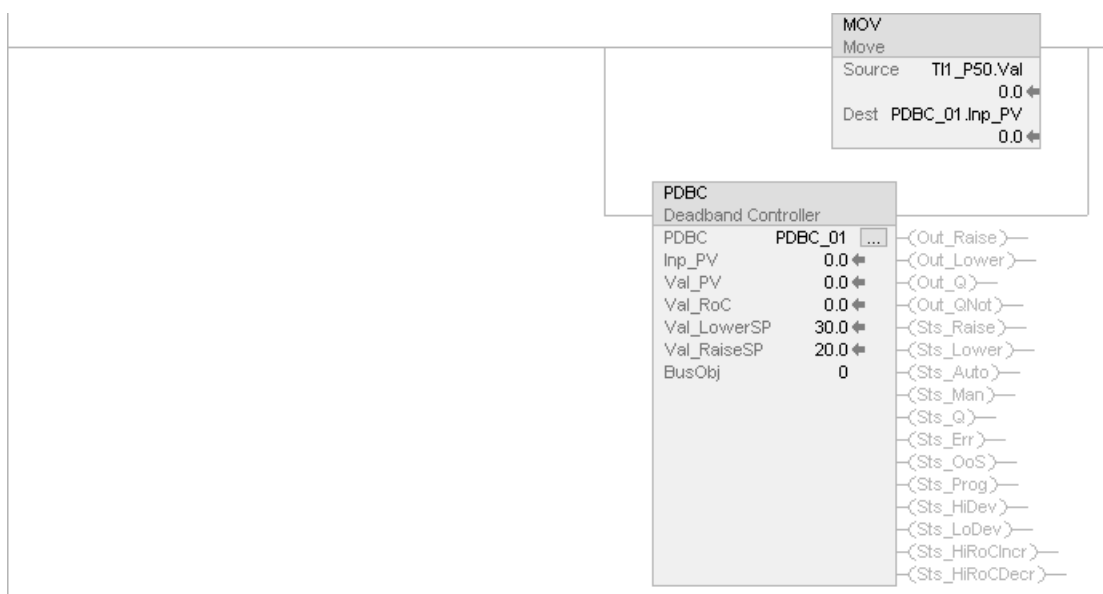 MOV
Move
Source TI1_P50.Val
0.0
Dest PDBC_01.Inp_PV
0.0
PDBC
Deadband Controller
PDBC PDBC_01 ... (Out_Raise)
Inp_PV 0.0 (Out_Lower)
Val_PV 0.0 (Out_Q)
Val_RoC 0.0 (Out_QNot)
Val_LowerSP 30.0 (Sts_Raise)
Val_RaiseSP 20.0 (Sts_Lower)
BusObj 0 (Sts_Auto)
(Sts_Man)
(Sts_Q)
(Sts_Err)
(Sts_OoS)
(Sts_Prog)
(Sts_HiDev)
(Sts_LoDev)
(Sts_HiRoCIncr)
(Sts_HiRoCDecr)